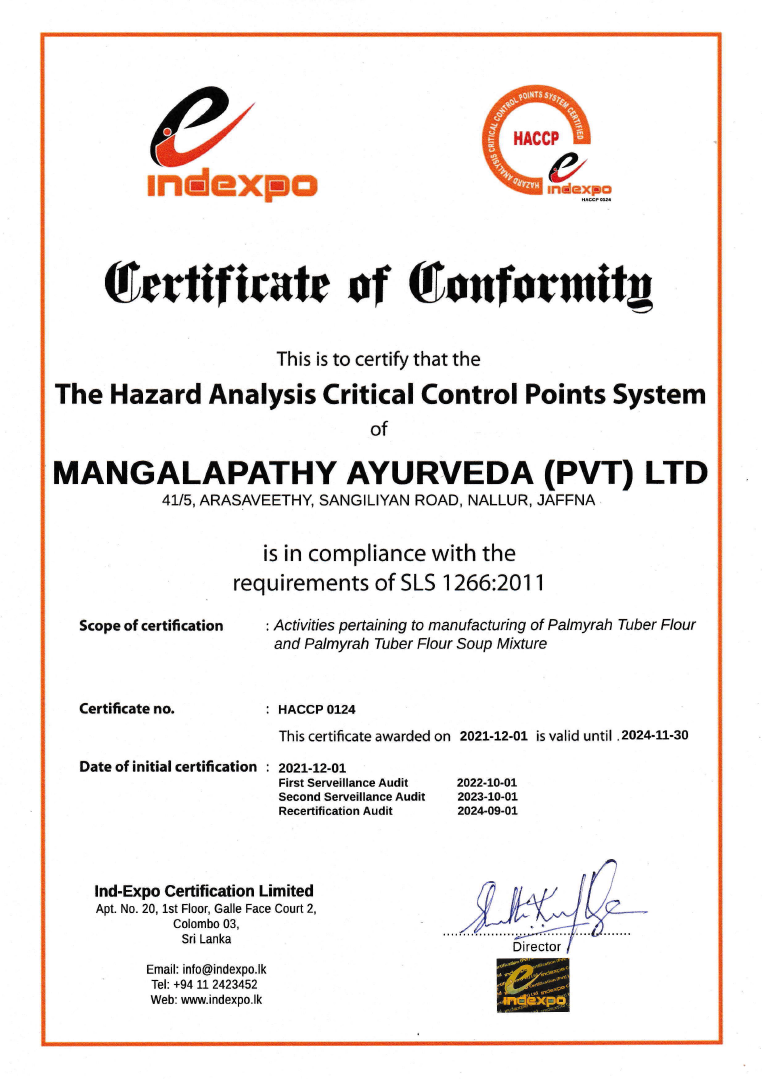 indexpo
HAZARD ANALYSIS CRITICAL CONTROL POINTS SYSTEM CERTIFIED
HACCP
indexpo
HACCP 0124
Certificate of Conformity
This is to certify that the
The Hazard Analysis Critical Control Points System
of
MANGALAPATHY AYURVEDA (PVT) LTD
41/5, ARASAVEETHY, SANGILIYAN ROAD, NALLUR, JAFFNA
is in compliance with the
requirements of SLS 1266:2011
Scope of certification : Activities pertaining to manufacturing of Palmyrah Tuber Flour
and Palmyrah Tuber Flour Soup Mixture
Certificate no. : HACCP 0124
This certificate awarded on 2021-12-01 is valid until .2024-11-30
Date of initial certification : 2021-12-01
First Serveillance Audit 2022-10-01
Second Serveillance Audit 2023-10-01
Recertification Audit 2024-09-01
Ind-Expo Certification Limited
Apt. No. 20, 1st Floor, Galle Face Court 2,
Colombo 03,
Sri Lanka
Email: info@indexpo.lk
Tel: +94 11 2423452
Web: www.indexpo.lk
Director
indexpo